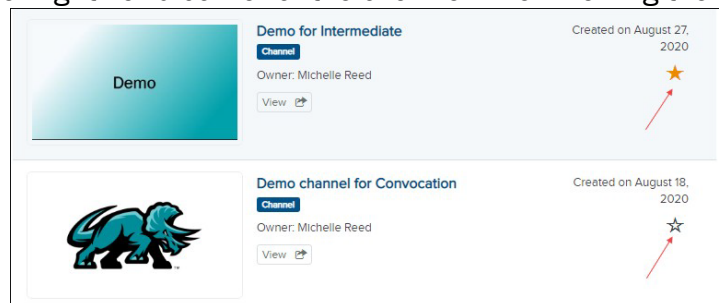 Demo
Demo for Intermediate
Channel
Owner: Michelle Reed
View
Created on August 27,
2020
Demo channel for Convocation
Channel
Owner: Michelle Reed
View
Created on August 18,
2020